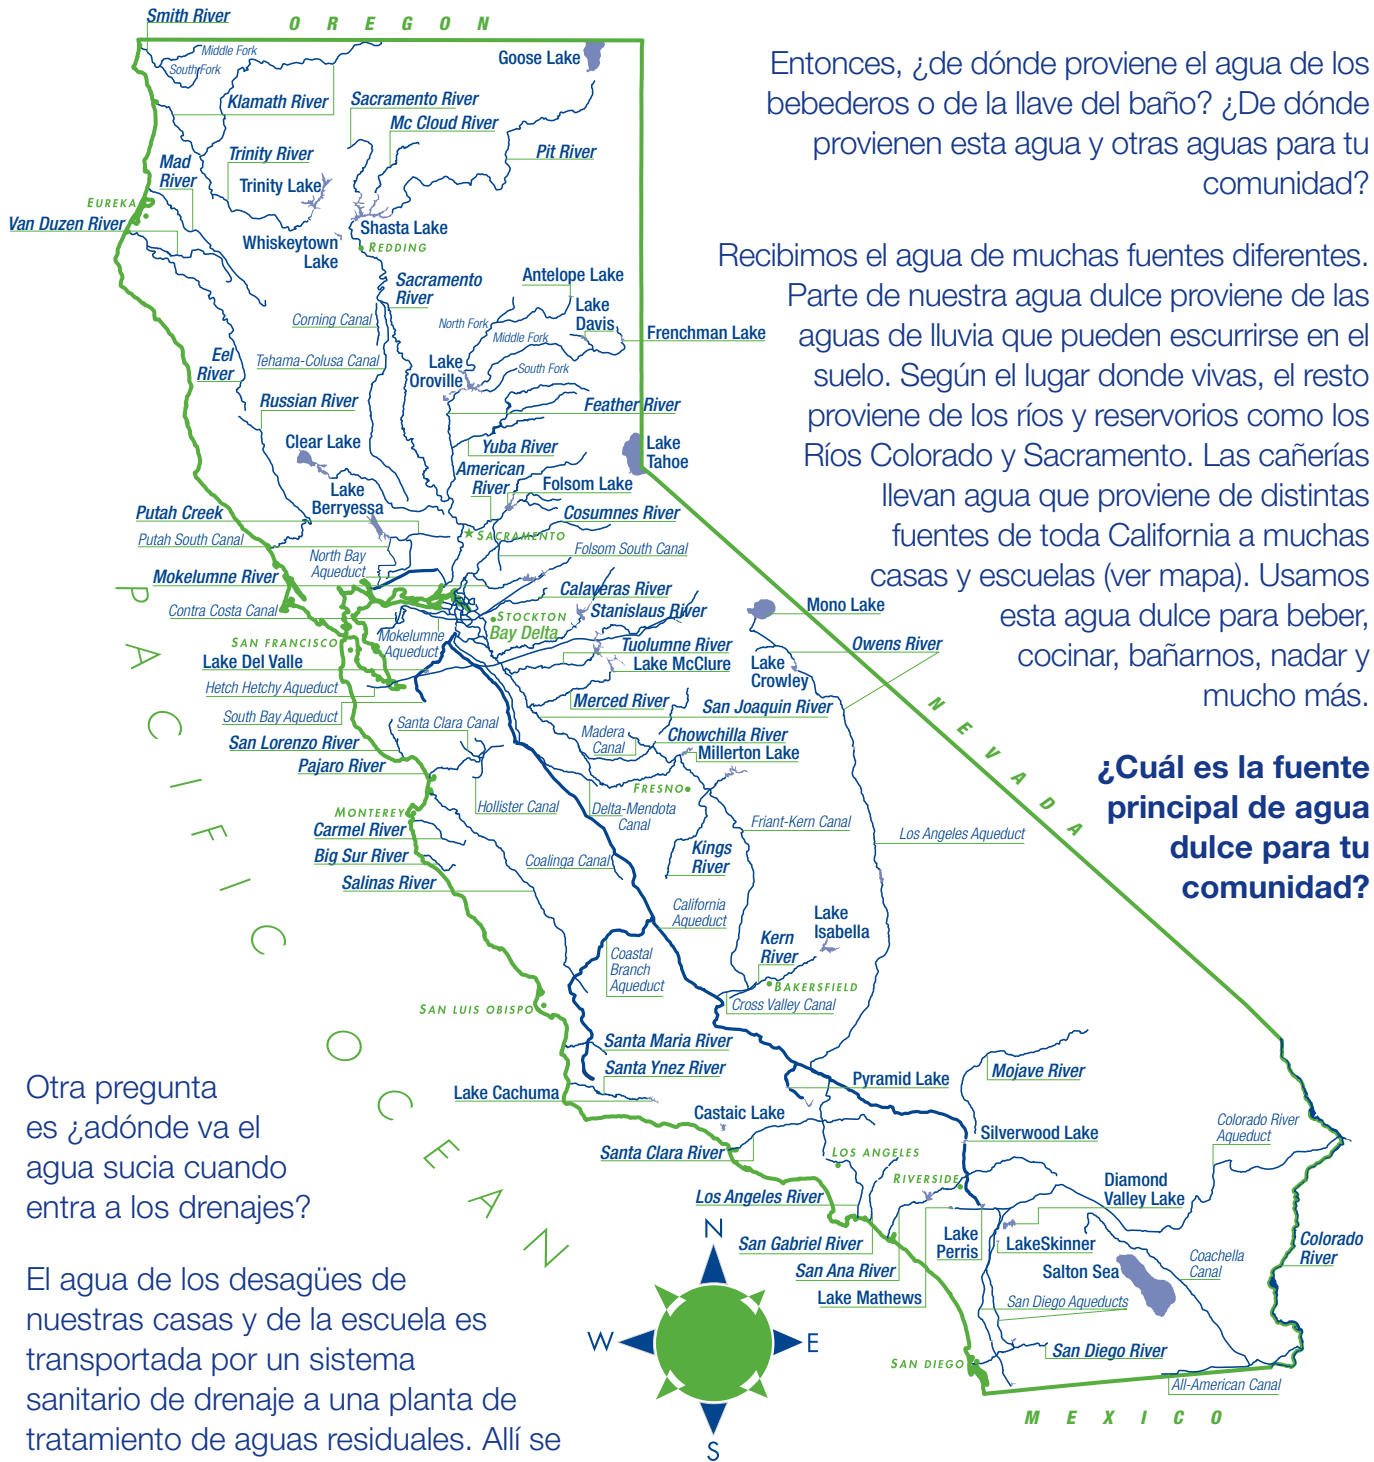 Smith River
OREGON
Middle Fork
South Fork
Goose Lake
Klamath River
Sacramento River
Mc Cloud River
Pit River
Trinity River
Mad
River
Trinity Lake
EUREKA
Van Duzen River
Shasta Lake
Whiskeytown
Lake
REDDING
Sacramento
River
Antelope Lake
Lake
Davis
Corning Canal
North Fork
Middle Fork
Frenchman Lake
Eel
River
Tehama-Colusa Canal
Lake
Oroville
South Fork
Russian River
Feather River
Clear Lake
Yuba River
Lake
Tahoe
American
River
Folsom Lake
Lake
Berryessa
Putah Creek
Cosumnes River
Putah South Canal
SACRAMENTO
North Bay
Aqueduct
Folsom South Canal
Mokelumne River
Calaveras River
Contra Costa Canal
STOCKTON
Stanislaus River
Mono Lake
Bay Delta
SAN FRANCISCO
Mokelumne
Aqueduct
Tuolumne River
Owens River
Lake Del Valle
Lake McClure
Lake
Crowley
Hetch Hetchy Aqueduct
Merced River
San Joaquin River
South Bay Aqueduct
Santa Clara Canal
Madera
Canal
Chowchilla River
San Lorenzo River
Millerton Lake
Pajaro River
FRESNO
MONTEREY
Hollister Canal
Delta-Mendota
Canal
Friant-Kern Canal
Los Angeles Aqueduct
Carmel River
Big Sur River
Coalinga Canal
Kings
River
Salinas River
California
Aqueduct
Lake
Isabella
Kern
River
Coastal
Branch
Aqueduct
BAKERSFIELD
Cross Valley Canal
SAN LUIS OBISPO
Santa Maria River
Santa Ynez River
Lake Cachuma
Pyramid Lake
Mojave River
Castaic Lake
Colorado River
Aqueduct
Silverwood Lake
Santa Clara River
LOS ANGELES
RIVERSIDE
Diamond
Valley Lake
Los Angeles River
Lake
Perris
LakeSkinner
San Gabriel River
Colorado
River
Coachella
Canal
San Ana River
Salton Sea
Lake Mathews
San Diego Aqueducts
San Diego River
SAN DIEGO
All-American Canal
MEXICO
NEVADA
PACIFIC OCEAN
N
W
E
S
Entonces, ¿de dónde proviene el agua de los
bebederos o de la llave del baño? ¿De dónde
provienen esta agua y otras aguas para tu
comunidad?
Recibimos el agua de muchas fuentes diferentes.
Parte de nuestra agua dulce proviene de las
aguas de lluvia que pueden escurrirse en el
suelo. Según el lugar donde vivas, el resto
proviene de los ríos y reservorios como los
Ríos Colorado y Sacramento. Las cañerías
llevan agua que proviene de distintas
fuentes de toda California a muchas
casas y escuelas (ver mapa). Usamos
esta agua dulce para beber,
cocinar, bañarnos, nadar y
mucho más.
¿Cuál es la fuente
principal de agua
dulce para tu
comunidad?
Otra pregunta
es ¿adónde va el
agua sucia cuando
entra a los drenajes?
El agua de los desagües de
nuestras casas y de la escuela es
transportada por un sistema
sanitario de drenaje a una planta de
tratamiento de aguas residuales. Allí se